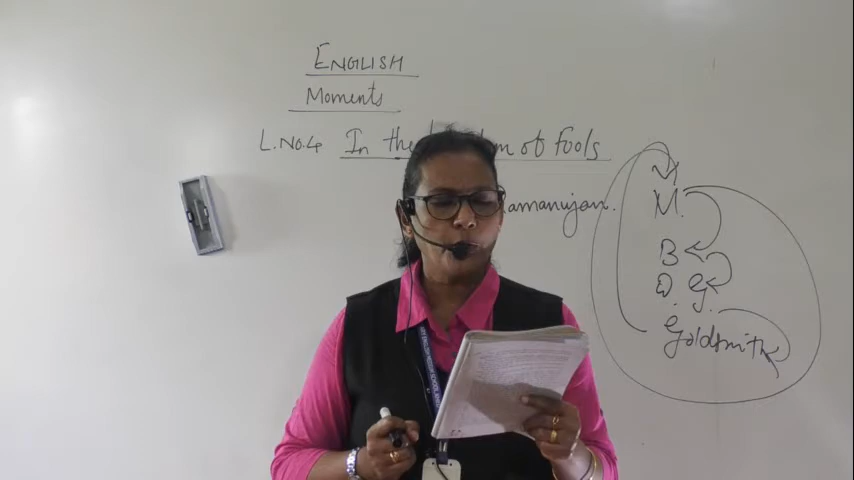 ENGLISH
Moments
L.No.4 In the of fools
amanujan.
M.
B
D. G.
Goldsmith